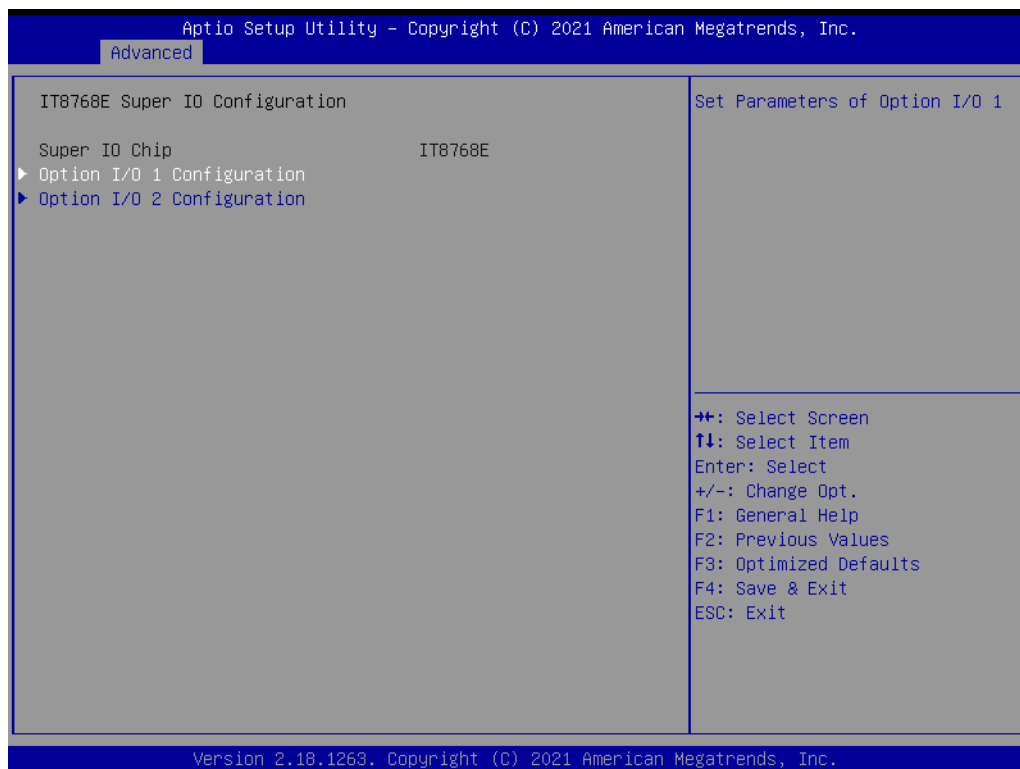 Aptio Setup Utility – Copyright (C) 2021 American Megatrends, Inc.
Advanced
IT8768E Super IO Configuration
Super IO Chip IT8768E
Option I/O 1 Configuration
Option I/O 2 Configuration
Set Parameters of Option I/O 1
→←: Select Screen
↑↓: Select Item
Enter: Select
+/-: Change Opt.
F1: General Help
F2: Previous Values
F3: Optimized Defaults
F4: Save & Exit
ESC: Exit
Version 2.18.1263. Copyright (C) 2021 American Megatrends, Inc.